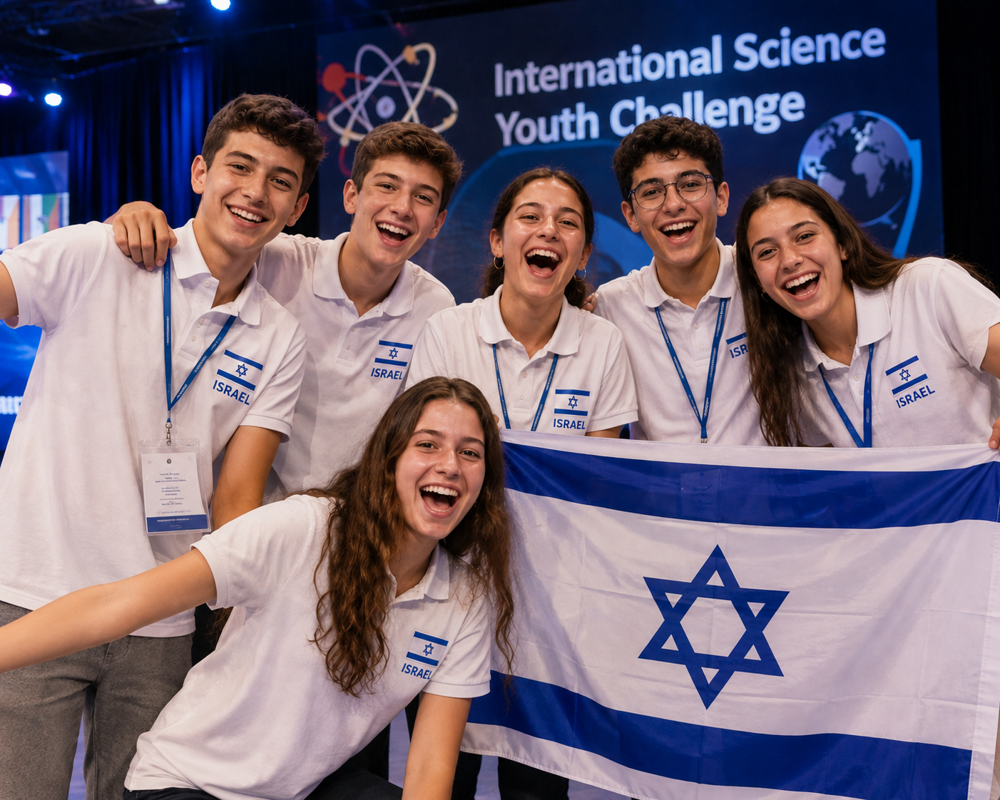 International Science
Youth Challenge
ISRAEL
ISRAEL
ISRAEL
ISR
ISRAEL
ISRAEL